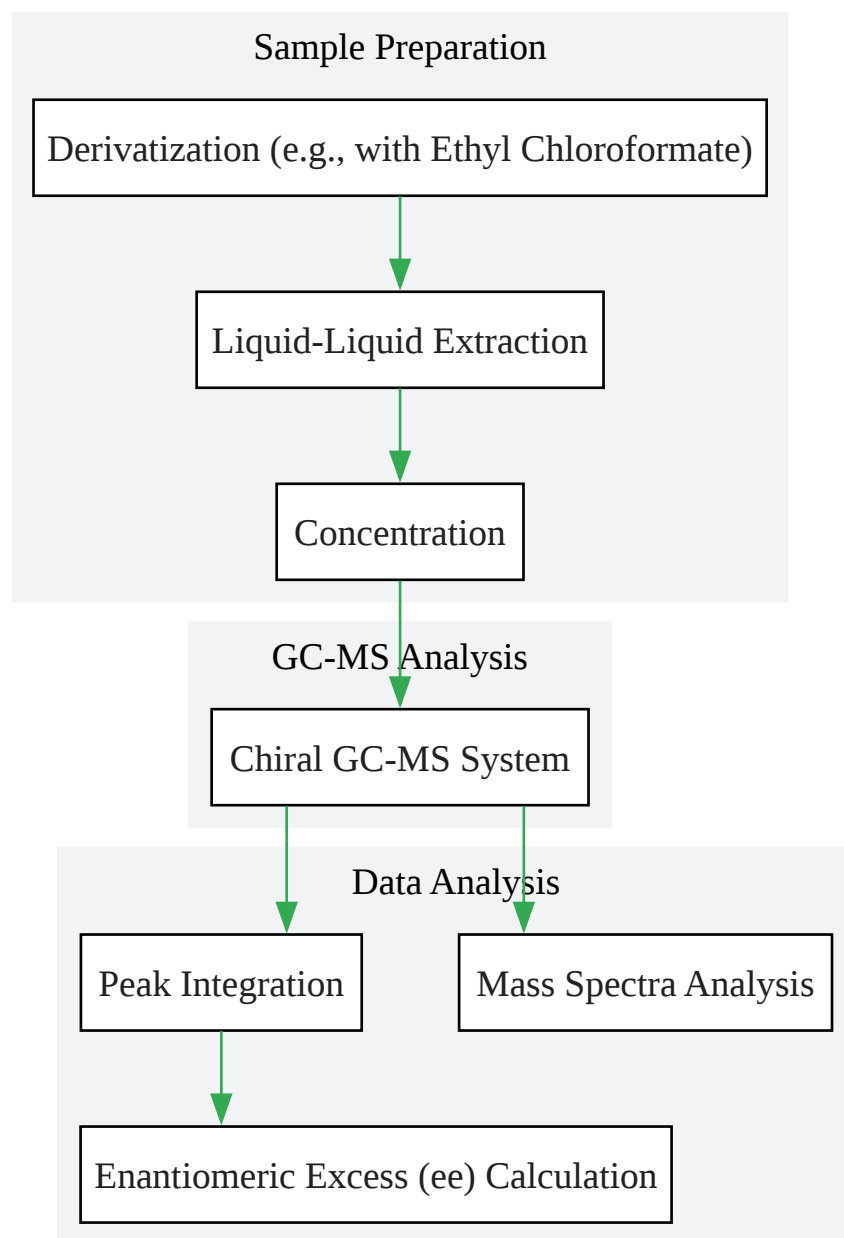 Sample Preparation
Derivatization (e.g., with Ethyl Chloroformate)
Liquid-Liquid Extraction
Concentration
GC-MS Analysis
Chiral GC-MS System
Data Analysis
Peak Integration
Mass Spectra Analysis
Enantiomeric Excess (ee) Calculation